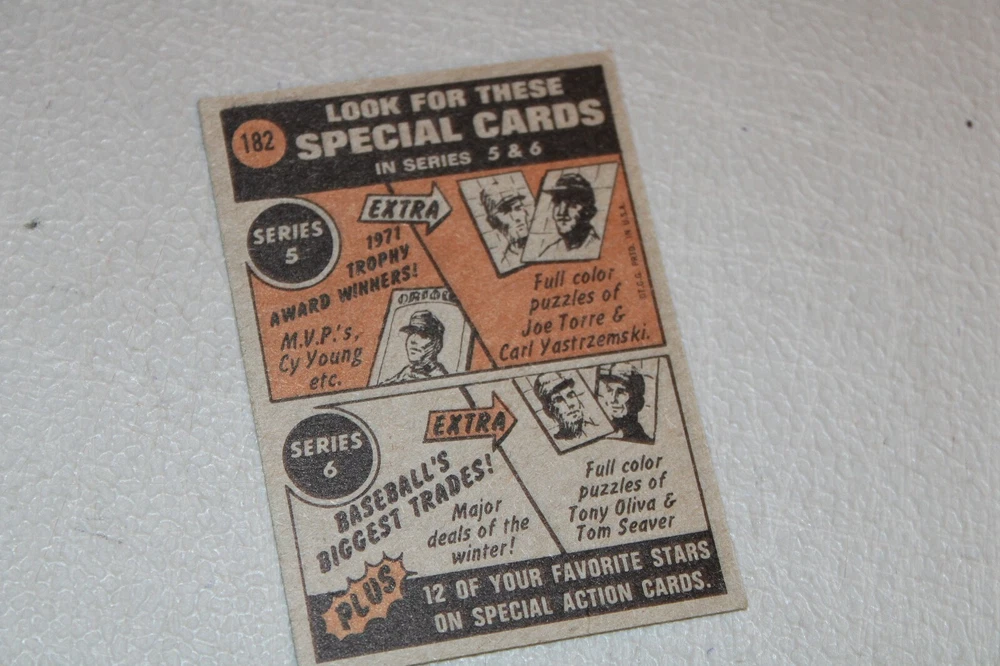 182
LOOK FOR THESE
SPECIAL CARDS
IN SERIES 5 & 6
SERIES
5
EXTRA
1971
TROPHY
AWARD WINNERS!
M.V.P.'s,
Cy Young
etc.
Full color
puzzles of
Joe Torre &
Carl Yastrzemski.
PRTD. IN U.S.A.
SERIES
6
EXTRA
BASEBALL'S
BIGGEST TRADES!
Major
deals of the
winter!
Full color
puzzles of
Tony Oliva &
Tom Seaver
PLUS
12 OF YOUR FAVORITE STARS
ON SPECIAL ACTION CARDS.